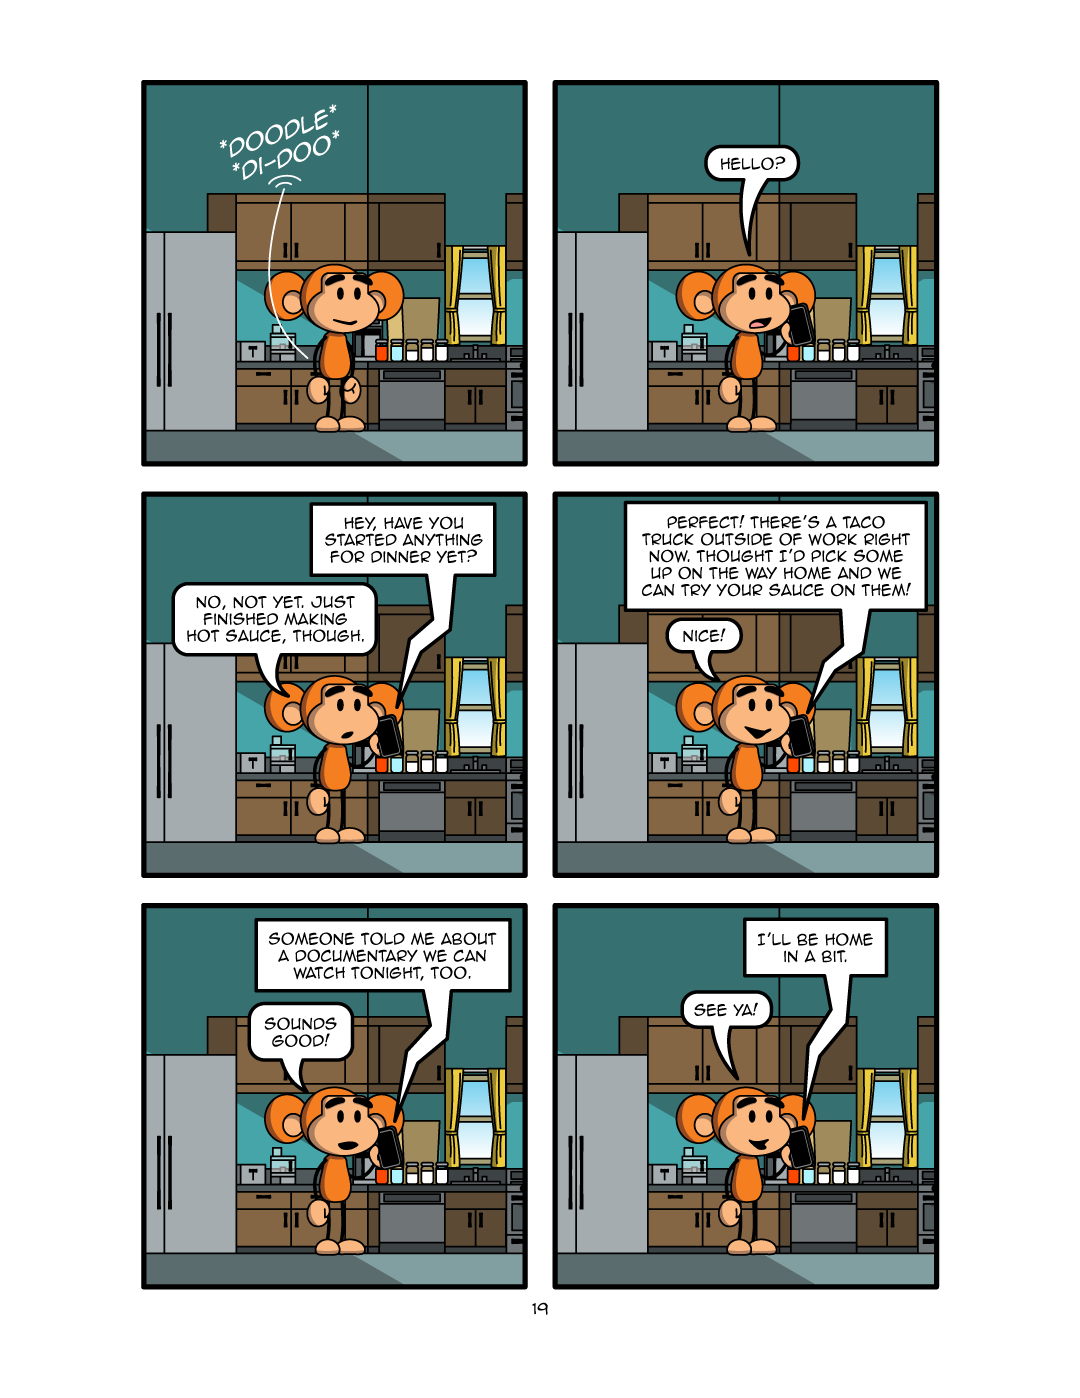 *DOODLE*
*DI-DOO*
HELLO?
HEY, HAVE YOU
STARTED ANYTHING
FOR DINNER YET?
NO, NOT YET. JUST
FINISHED MAKING
HOT SAUCE, THOUGH.
PERFECT! THERE'S A TACO
TRUCK OUTSIDE OF WORK RIGHT
NOW. THOUGHT I'D PICK SOME
UP ON THE WAY HOME AND WE
CAN TRY YOUR SAUCE ON THEM!
NICE!
SOMEONE TOLD ME ABOUT
A DOCUMENTARY WE CAN
WATCH TONIGHT, TOO.
SOUNDS
GOOD!
I'LL BE HOME
IN A BIT.
SEE YA!
19